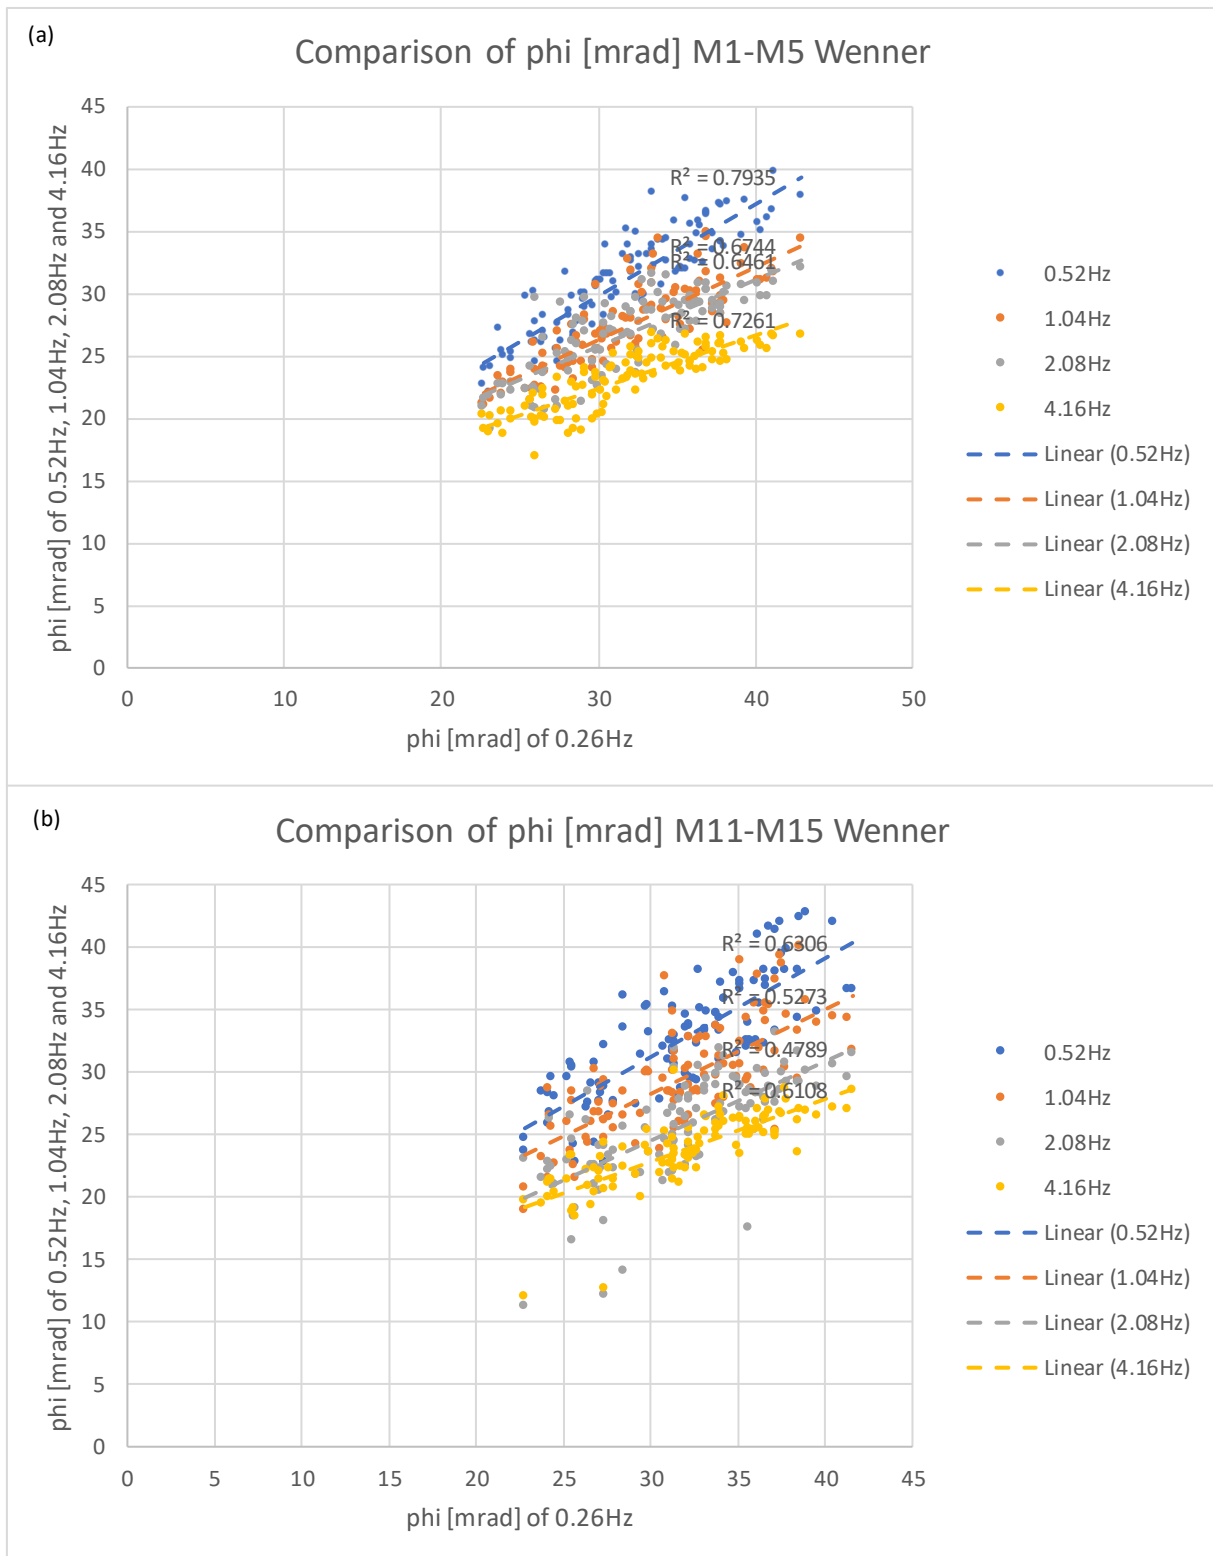 (a)
Comparison of phi [mrad] M1-M5 Wenner
phi [mrad] of 0.52Hz, 1.04Hz, 2.08Hz and 4.16Hz
45
40
35
30
25
20
15
10
5
0
R² = 0.7935
R² = 0.6744
R² = 0.6461
R² = 0.7261
0 10 20 30 40 50
phi [mrad] of 0.26Hz
0.52Hz
1.04Hz
2.08Hz
4.16Hz
Linear (0.52Hz)
Linear (1.04Hz)
Linear (2.08Hz)
Linear (4.16Hz)
(b)
Comparison of phi [mrad] M11-M15 Wenner
phi [mrad] of 0.52Hz, 1.04Hz, 2.08Hz and 4.16Hz
45
40
35
30
25
20
15
10
5
0
R² = 0.6306
R² = 0.5273
R² = 0.4789
R² = 0.6108
0 5 10 15 20 25 30 35 40 45
phi [mrad] of 0.26Hz
0.52Hz
1.04Hz
2.08Hz
4.16Hz
Linear (0.52Hz)
Linear (1.04Hz)
Linear (2.08Hz)
Linear (4.16Hz)